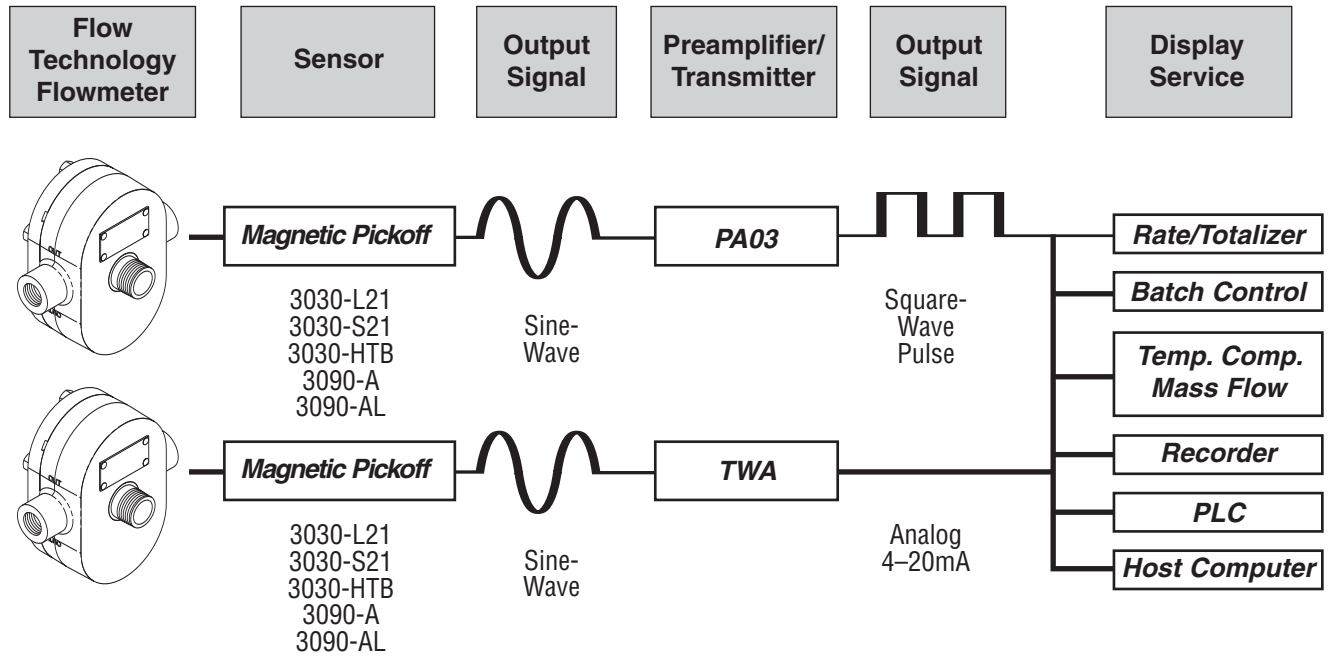 Flow
Technology
Flowmeter
Sensor
Output
Signal
Preamplifier/
Transmitter
Output
Signal
Display
Service
Magnetic Pickoff
3030-L21
3030-S21
3030-HTB
3090-A
3090-AL
Sine-
Wave
PA03
Square-
Wave
Pulse
Magnetic Pickoff
3030-L21
3030-S21
3030-HTB
3090-A
3090-AL
Sine-
Wave
TWA
Analog
4–20mA
Rate/Totalizer
Batch Control
Temp. Comp.
Mass Flow
Recorder
PLC
Host Computer